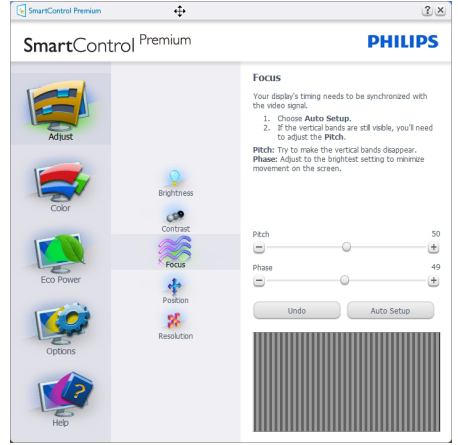 SmartControl Premium
SmartControl Premium
PHILIPS
Adjust
Color
Eco Power
Options
Help
Brightness
Contrast
Focus
Position
Resolution
Focus
Your display's timing needs to be synchronized with
the video signal.
1. Choose Auto Setup.
2. If the vertical bands are still visible, you'll need
to adjust the Pitch.
Pitch: Try to make the vertical bands disappear.
Phase: Adjust to the brightest setting to minimize
movement on the screen.
Pitch 50
Phase 49
Undo Auto Setup